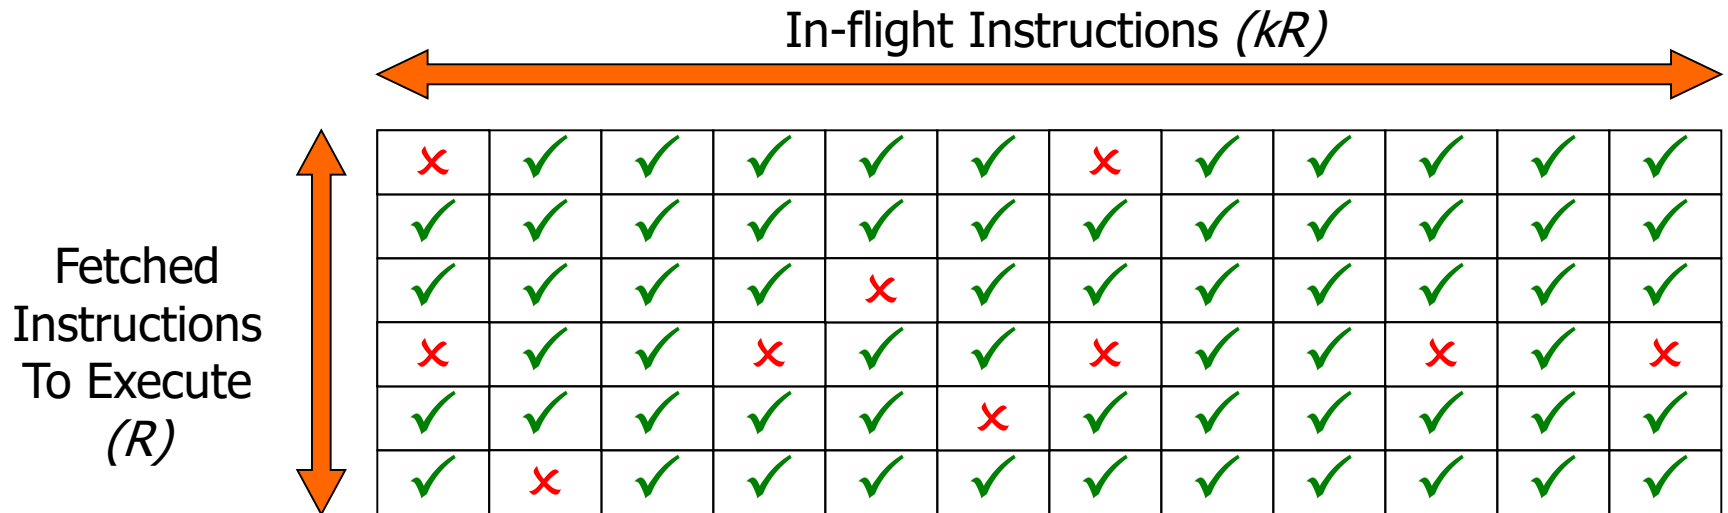 In-flight Instructions (kR)
Fetched
Instructions
To Execute
(R)